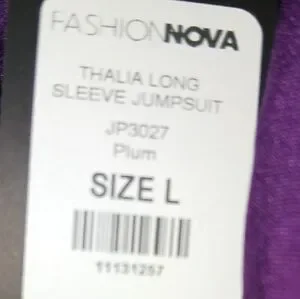 FASHIONNOVA
THALIA LONG
SLEEVE JUMPSUIT
JP3027
Plum
SIZE L
11131257